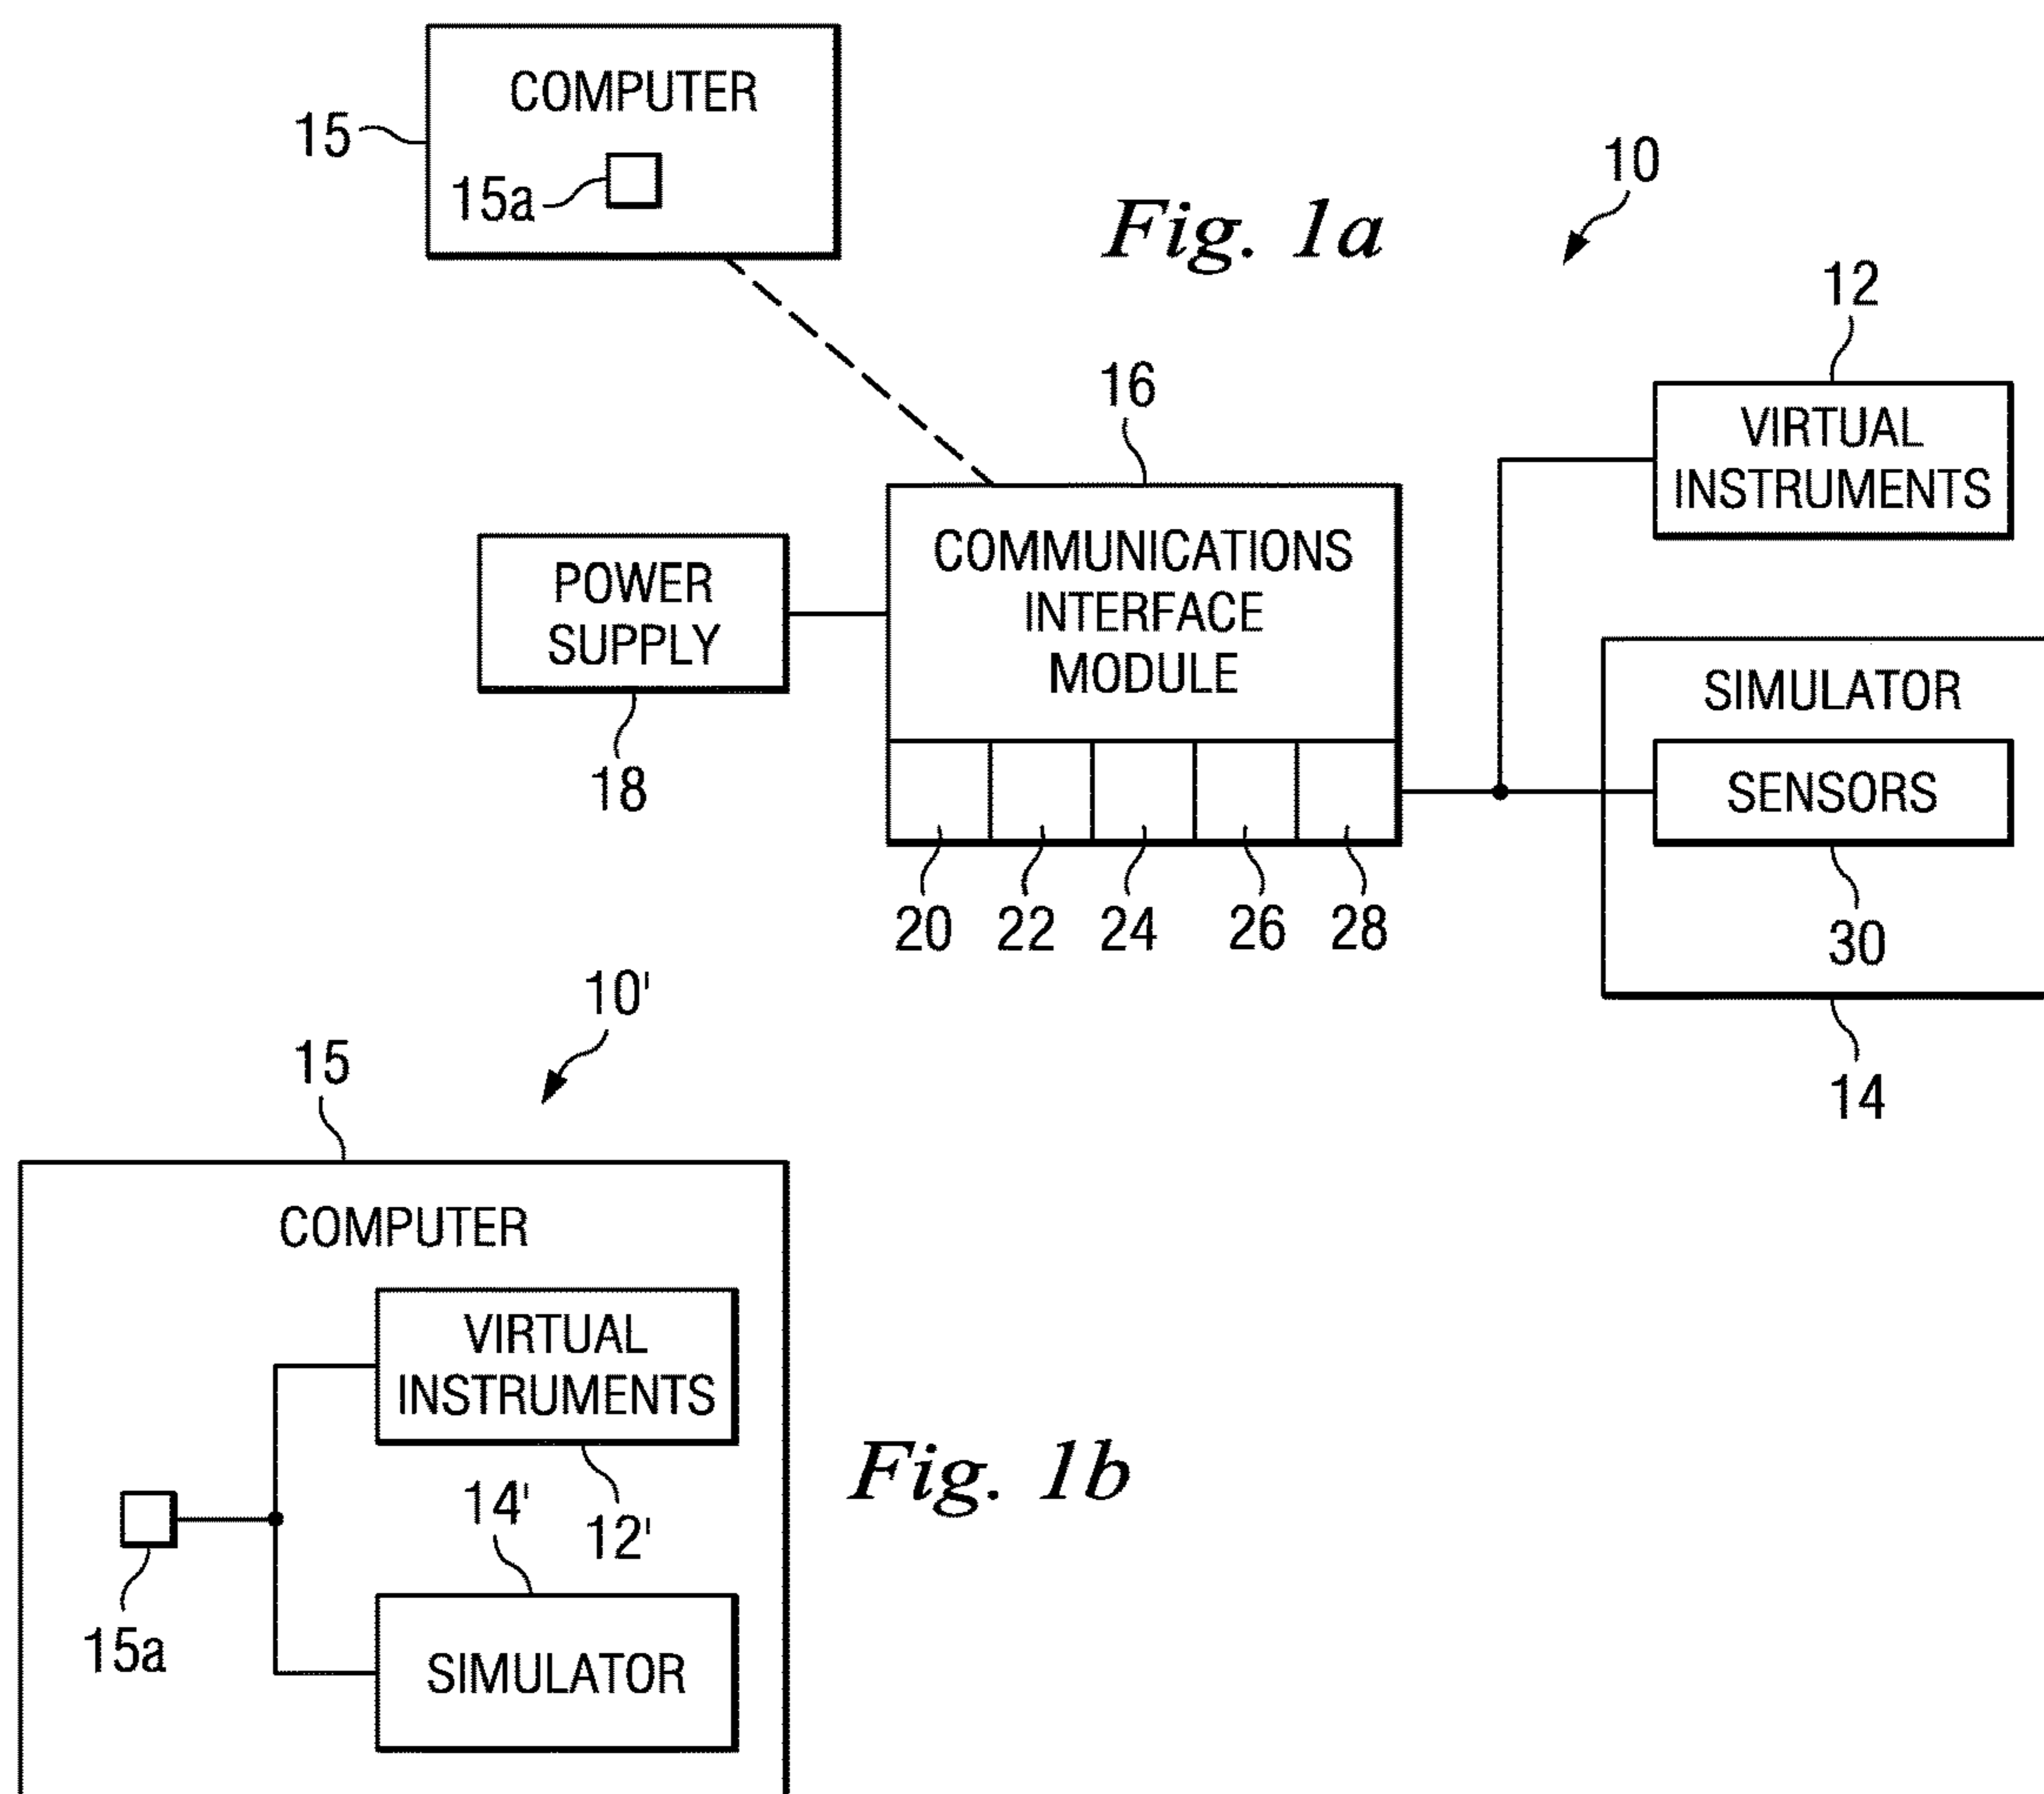 COMPUTER
15
15a
10
Fig. 1a
12
16
VIRTUAL
INSTRUMENTS
COMMUNICATIONS
INTERFACE
MODULE
POWER
SUPPLY
18
SIMULATOR
SENSORS
20 22 24 26 28
30
14
10'
15
COMPUTER
VIRTUAL
INSTRUMENTS
Fig. 1b
14'
12'
15a
SIMULATOR